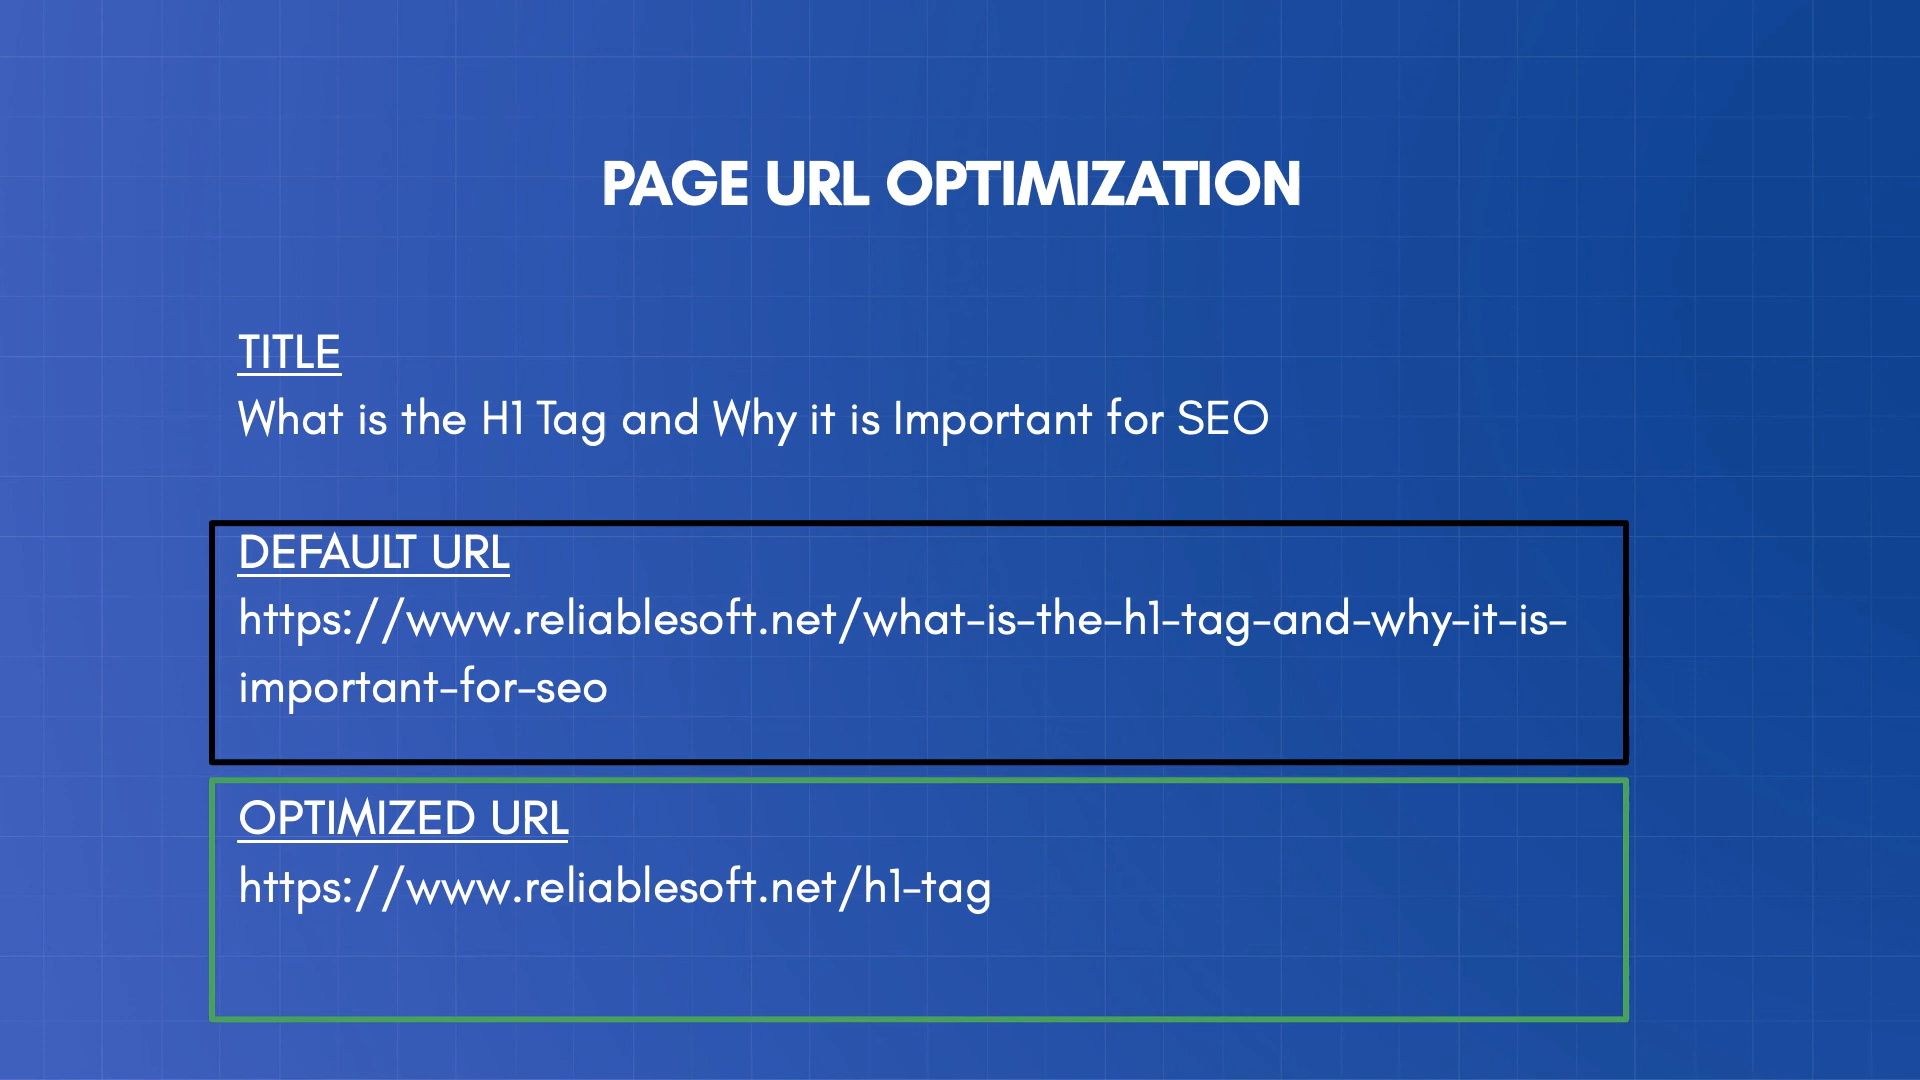 PAGE URL OPTIMIZATION
TITLE
What is the H1 Tag and Why it is Important for SEO
DEFAULT URL
https://www.reliablesoft.net/what-is-the-h1-tag-and-why-it-is-
important-for-seo
OPTIMIZED URL
https://www.reliablesoft.net/h1-tag